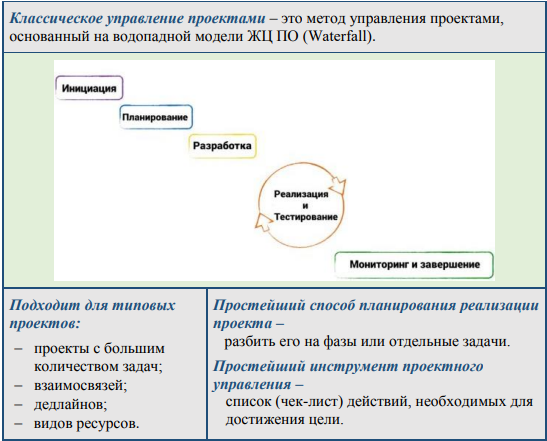 Классическое управление проектами – это метод управления проектами,
основанный на водопадной модели ЖЦ ПО (Waterfall).
Инициация
Планирование
Разработка
Реализация
и
Тестирование
Мониторинг и завершение
Подходит для типовых
проектов:
– проекты с большим
количеством задач;
– взаимосвязей;
– дедлайнов;
– видов ресурсов.
Простейший способ планирования реализации
проекта –
разбить его на фазы или отдельные задачи.
Простейший инструмент проектного
управления –
список (чек-лист) действий, необходимых для
достижения цели.